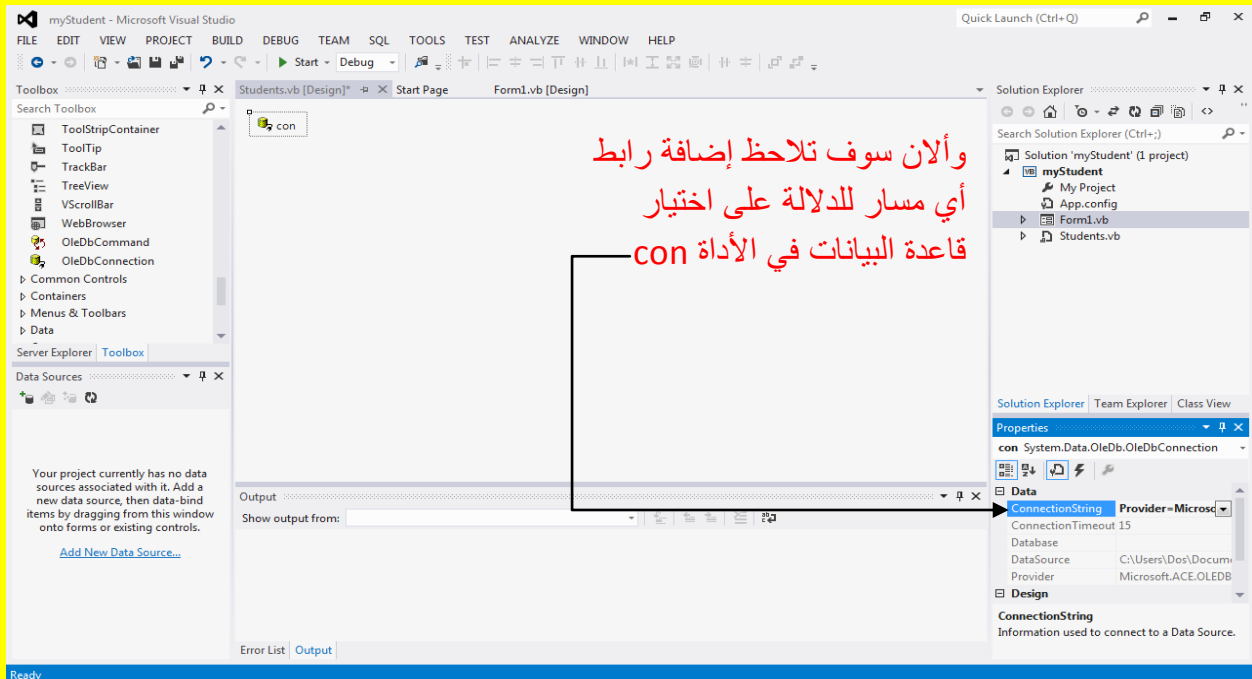 myStudent - Microsoft Visual Studio
Quick Launch (Ctrl+Q)
FILE EDIT VIEW PROJECT BUILD DEBUG TEAM SQL TOOLS TEST ANALYZE WINDOW HELP
Start Debug
Toolbox
Search Toolbox
ToolStripContainer
ToolTip
TrackBar
TreeView
VScrollBar
WebBrowser
OleDbCommand
OleDbConnection
Common Controls
Containers
Menus & Toolbars
Data
Server Explorer Toolbox
Data Sources
Your project currently has no data
sources associated with it. Add a
new data source, then data-bind
items by dragging from this window
onto forms or existing controls.
Add New Data Source...
Students.vb [Design]* Start Page Form1.vb [Design]
con
وألان سوف تلاحظ إضافة رابط
أي مسار للدلالة على اختيار
قاعدة البيانات في الأداة con
Output
Show output from:
Error List Output
Solution Explorer
Search Solution Explorer (Ctrl+;)
Solution 'myStudent' (1 project)
VB myStudent
My Project
App.config
Form1.vb
Students.vb
Solution Explorer Team Explorer Class View
Properties
con System.Data.OleDb.OleDbConnection
Data
ConnectionString Provider=Microsc
ConnectionTimeout 15
Database
DataSource C:\Users\Dos\Docum
Provider Microsoft.ACE.OLEDB
Design
ConnectionString
Information used to connect to a Data Source.
Ready